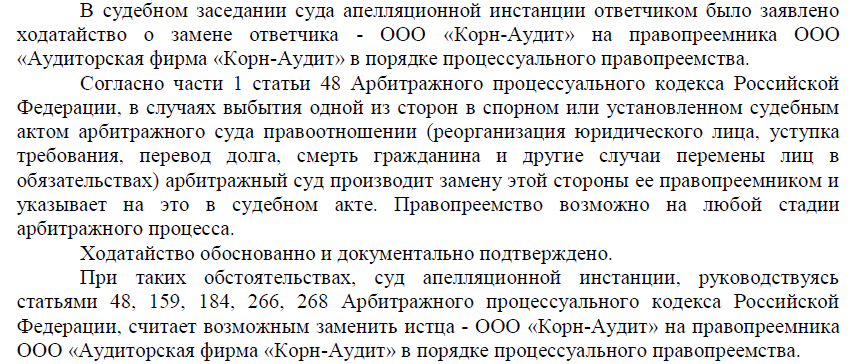 В судебном заседании суда апелляционной инстанции ответчиком было заявлено
ходатайство о замене ответчика - ООО «Корн-Аудит» на правопреемника ООО
«Аудиторская фирма «Корн-Аудит» в порядке процессуального правопреемства.
Согласно части 1 статьи 48 Арбитражного процессуального кодекса Российской
Федерации, в случаях выбытия одной из сторон в спорном или установленном судебным
актом арбитражного суда правоотношении (реорганизация юридического лица, уступка
требования, перевод долга, смерть гражданина и другие случаи перемены лиц в
обязательствах) арбитражный суд производит замену этой стороны ее правопреемником и
указывает на это в судебном акте. Правопреемство возможно на любой стадии
арбитражного процесса.
Ходатайство обоснованно и документально подтверждено.
При таких обстоятельствах, суд апелляционной инстанции, руководствуясь
статьями 48, 159, 184, 266, 268 Арбитражного процессуального кодекса Российской
Федерации, считает возможным заменить истца - ООО «Корн-Аудит» на правопреемника
ООО «Аудиторская фирма «Корн-Аудит» в порядке процессуального правопреемства.